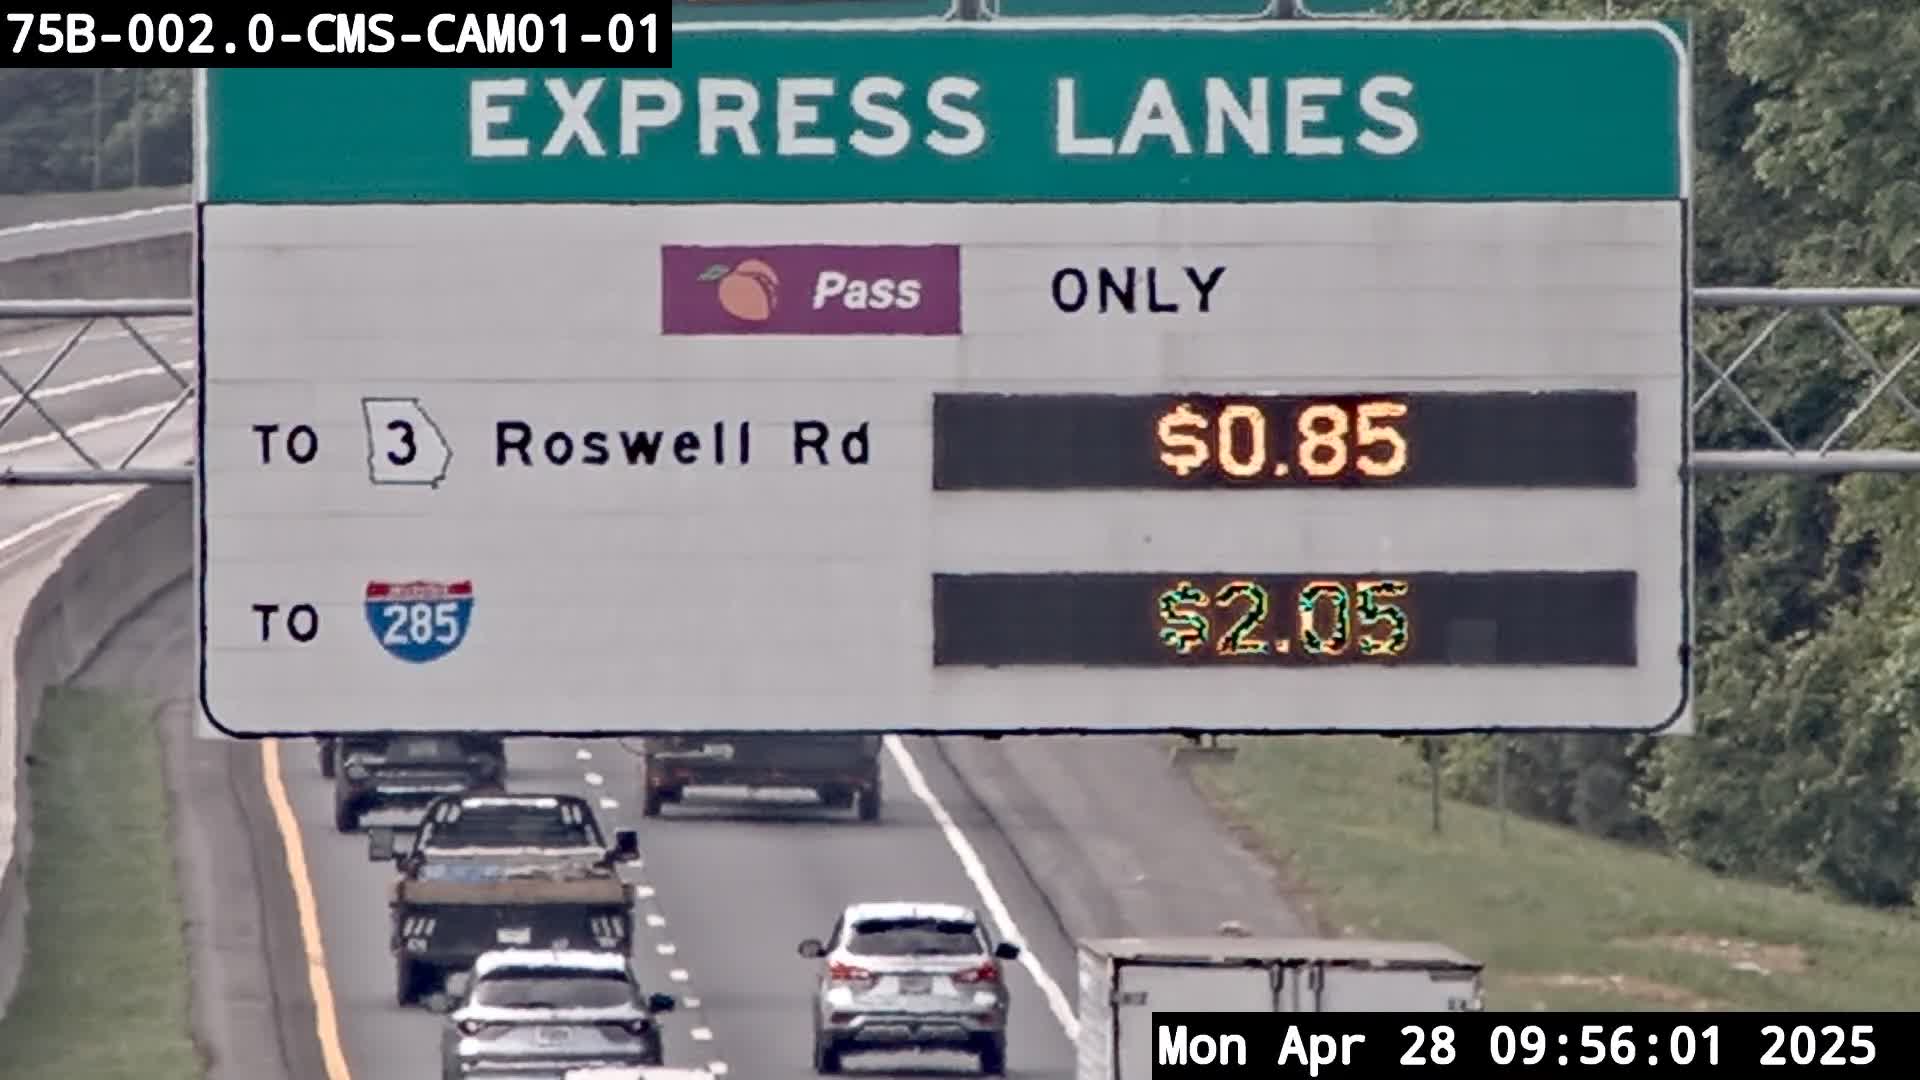 75B-002.0-CMS-CAM01-01
EXPRESS LANES
Pass ONLY
TO 3 Roswell Rd $0.85
TO 285 $2.05
Mon Apr 28 09:56:01 2025